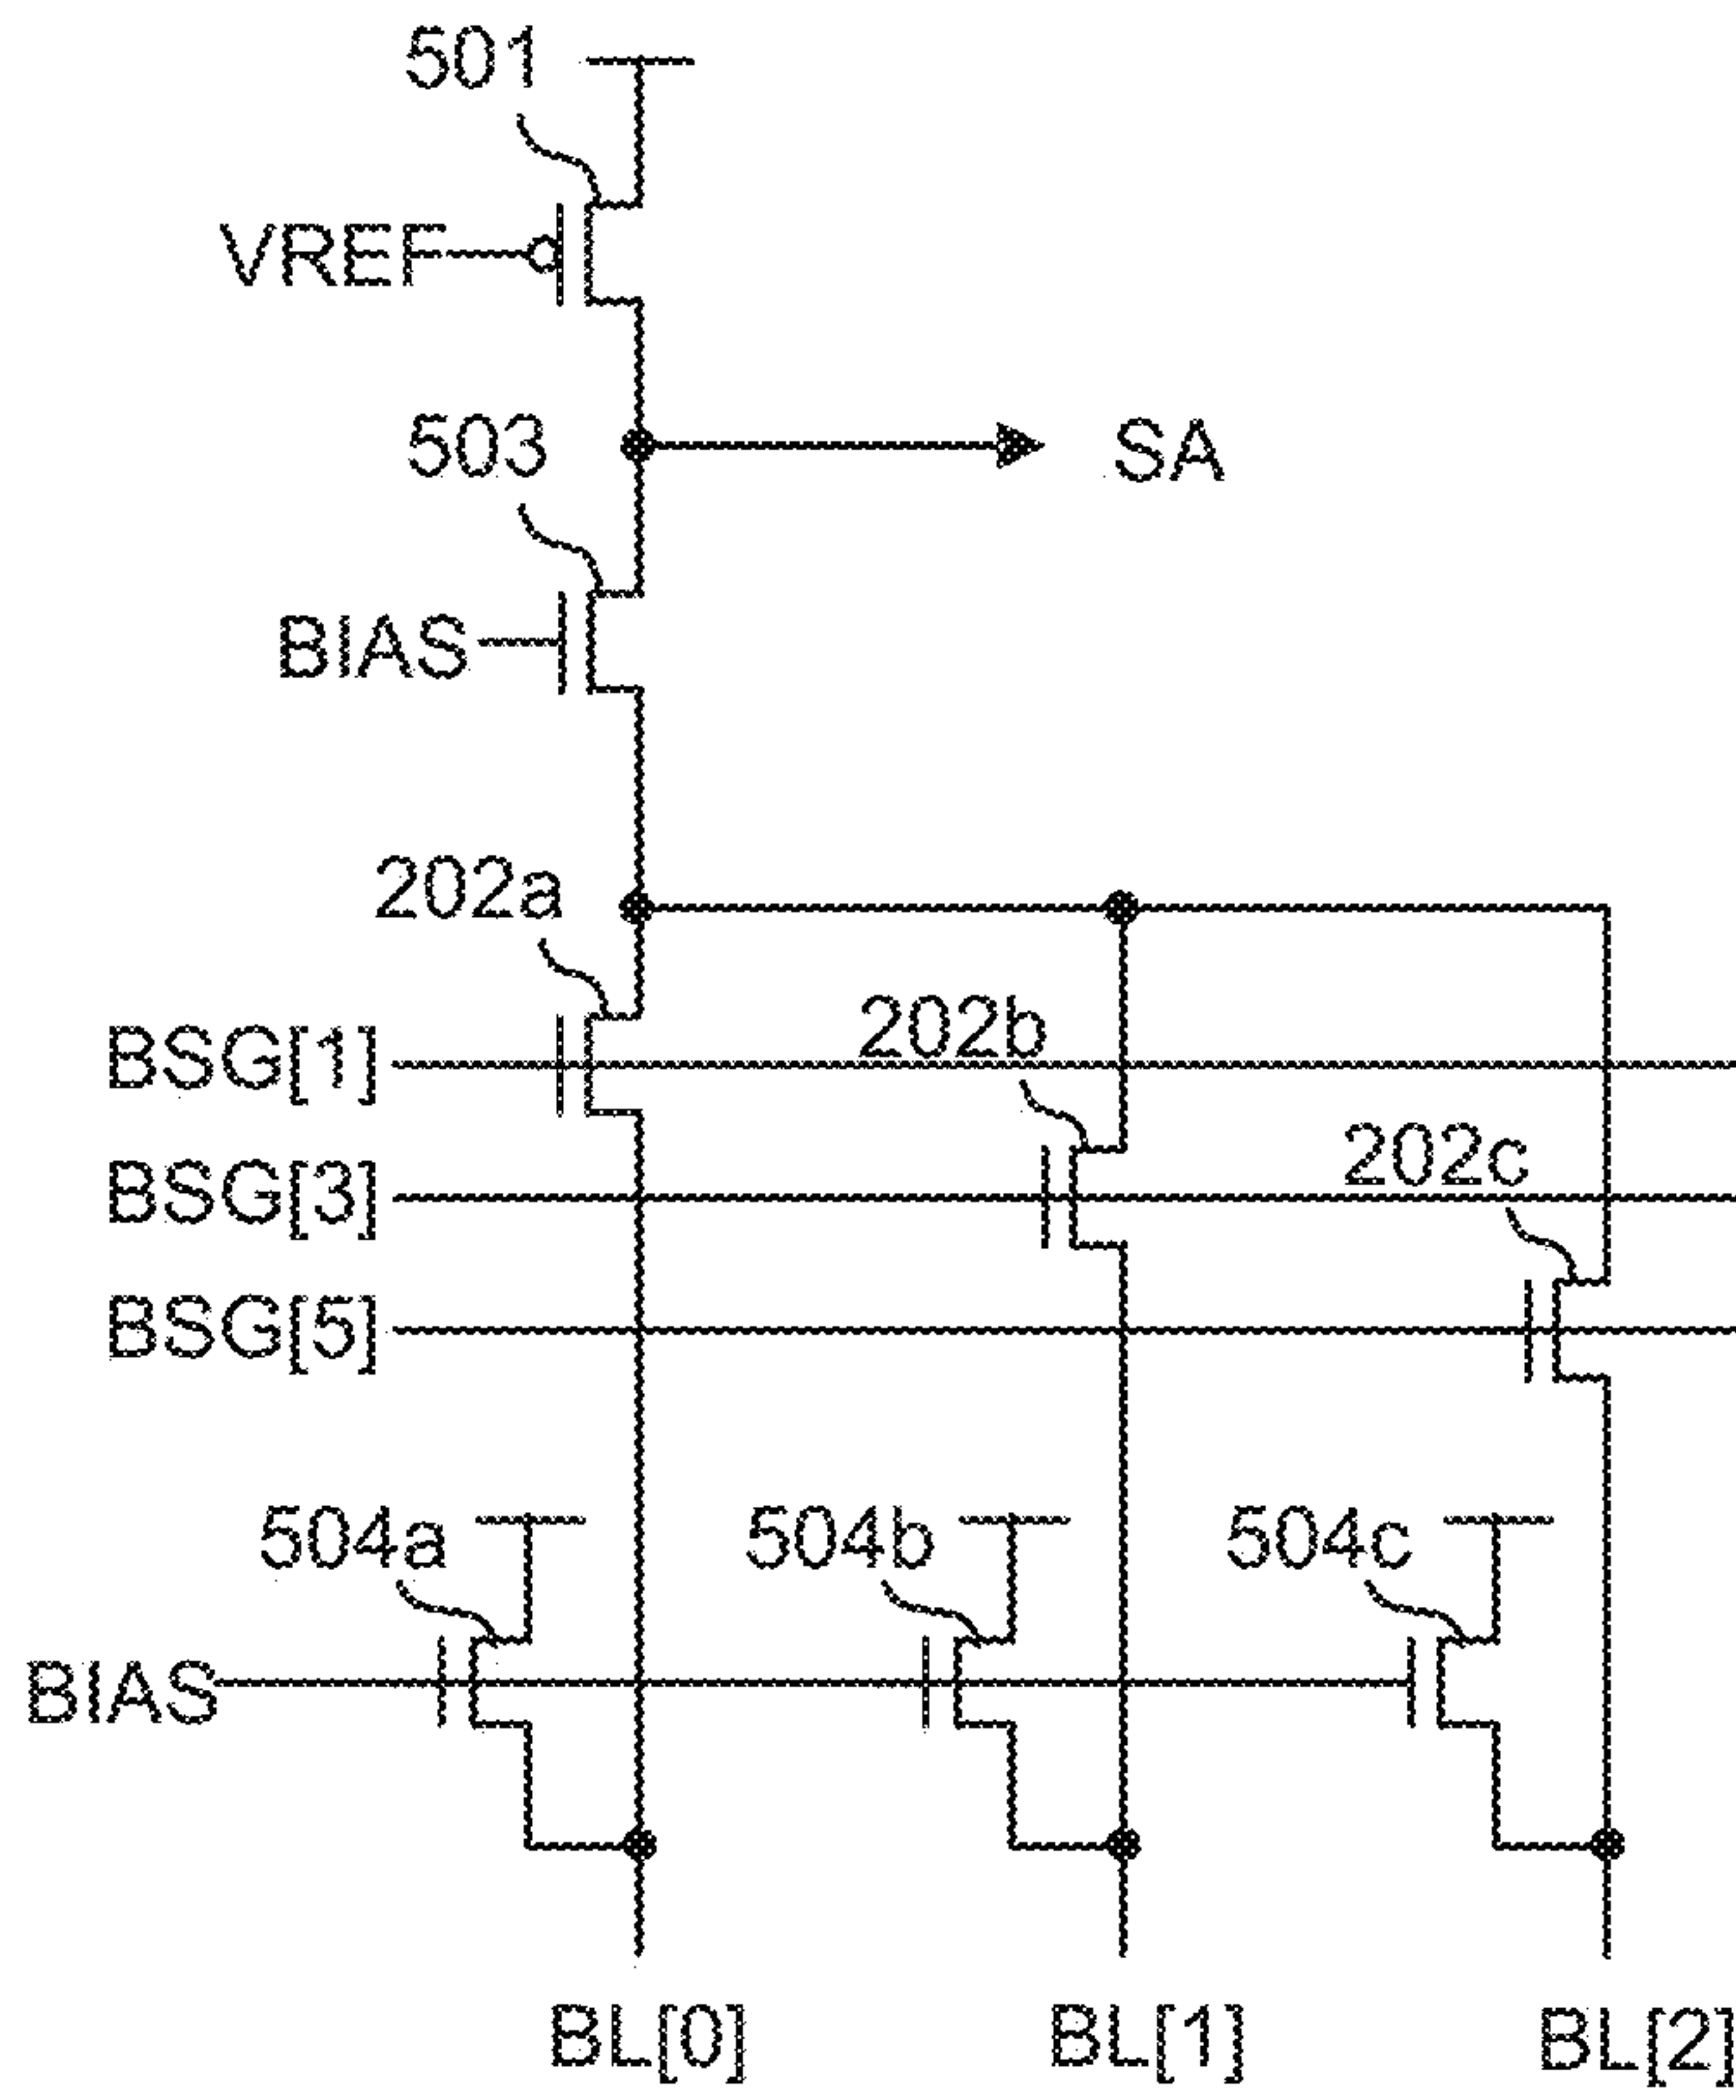 501
VREF
503
SA
BIAS
202a
202b
BSG[1]
202c
BSG[3]
BSG[5]
504a
504b
504c
BIAS
BL[0]
BL[1]
BL[2]